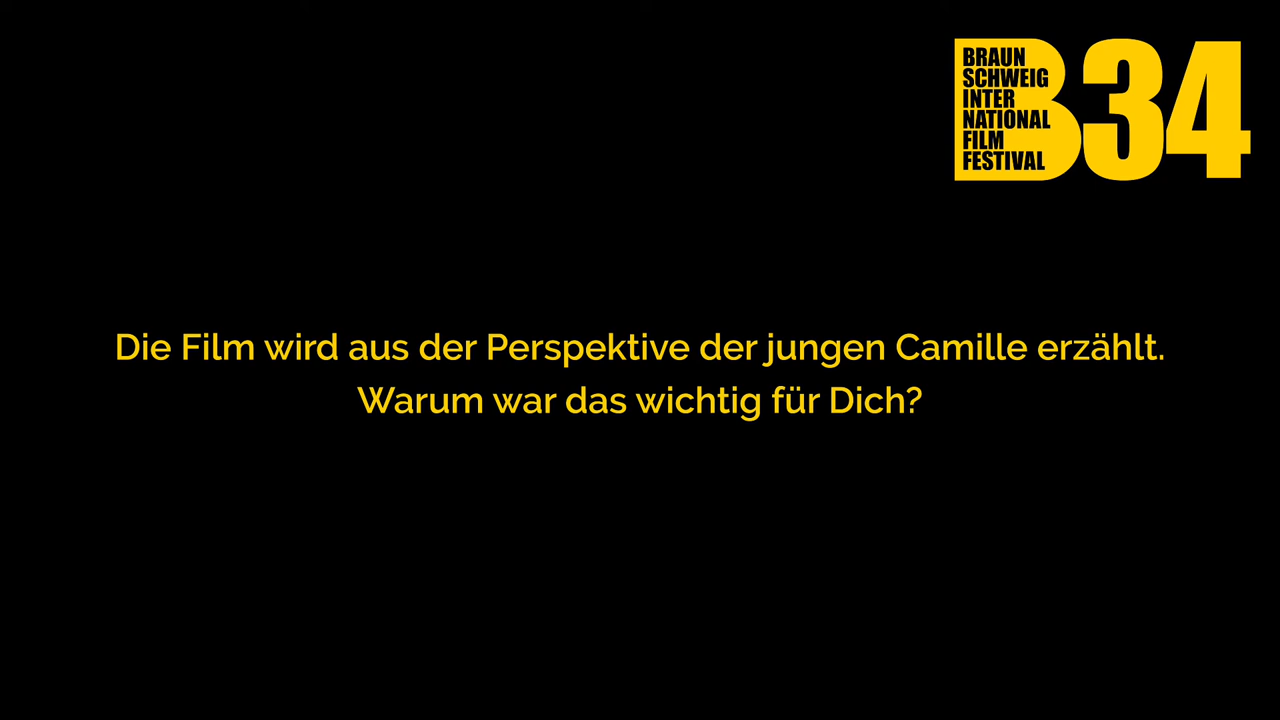 BRAUN
SCHWEIG
INTER
NATIONAL
FILM
FESTIVAL
B34
Die Film wird aus der Perspektive der jungen Camille erzählt.
Warum war das wichtig für Dich?